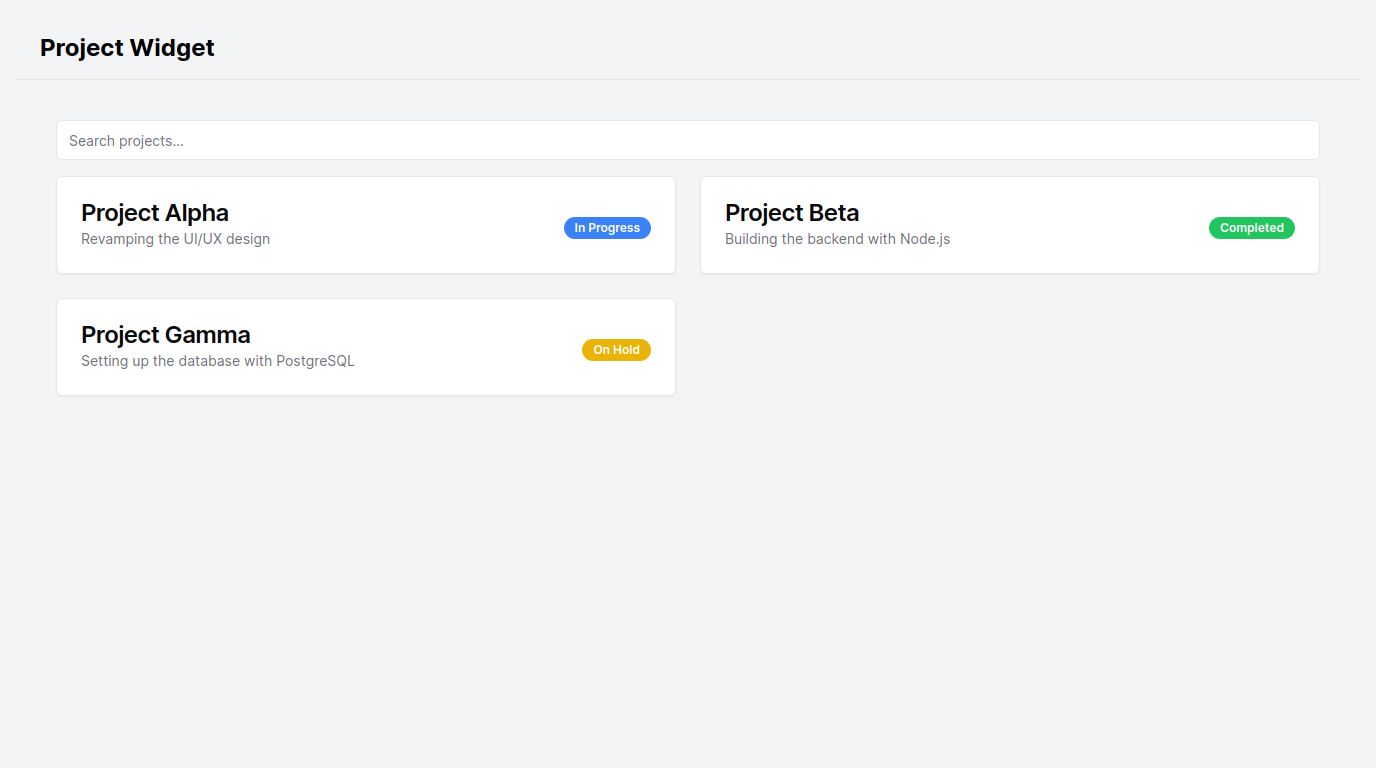 Project Widget
Search projects...
Project Alpha
Revamping the UI/UX design
In Progress
Project Beta
Building the backend with Node.js
Completed
Project Gamma
Setting up the database with PostgreSQL
On Hold